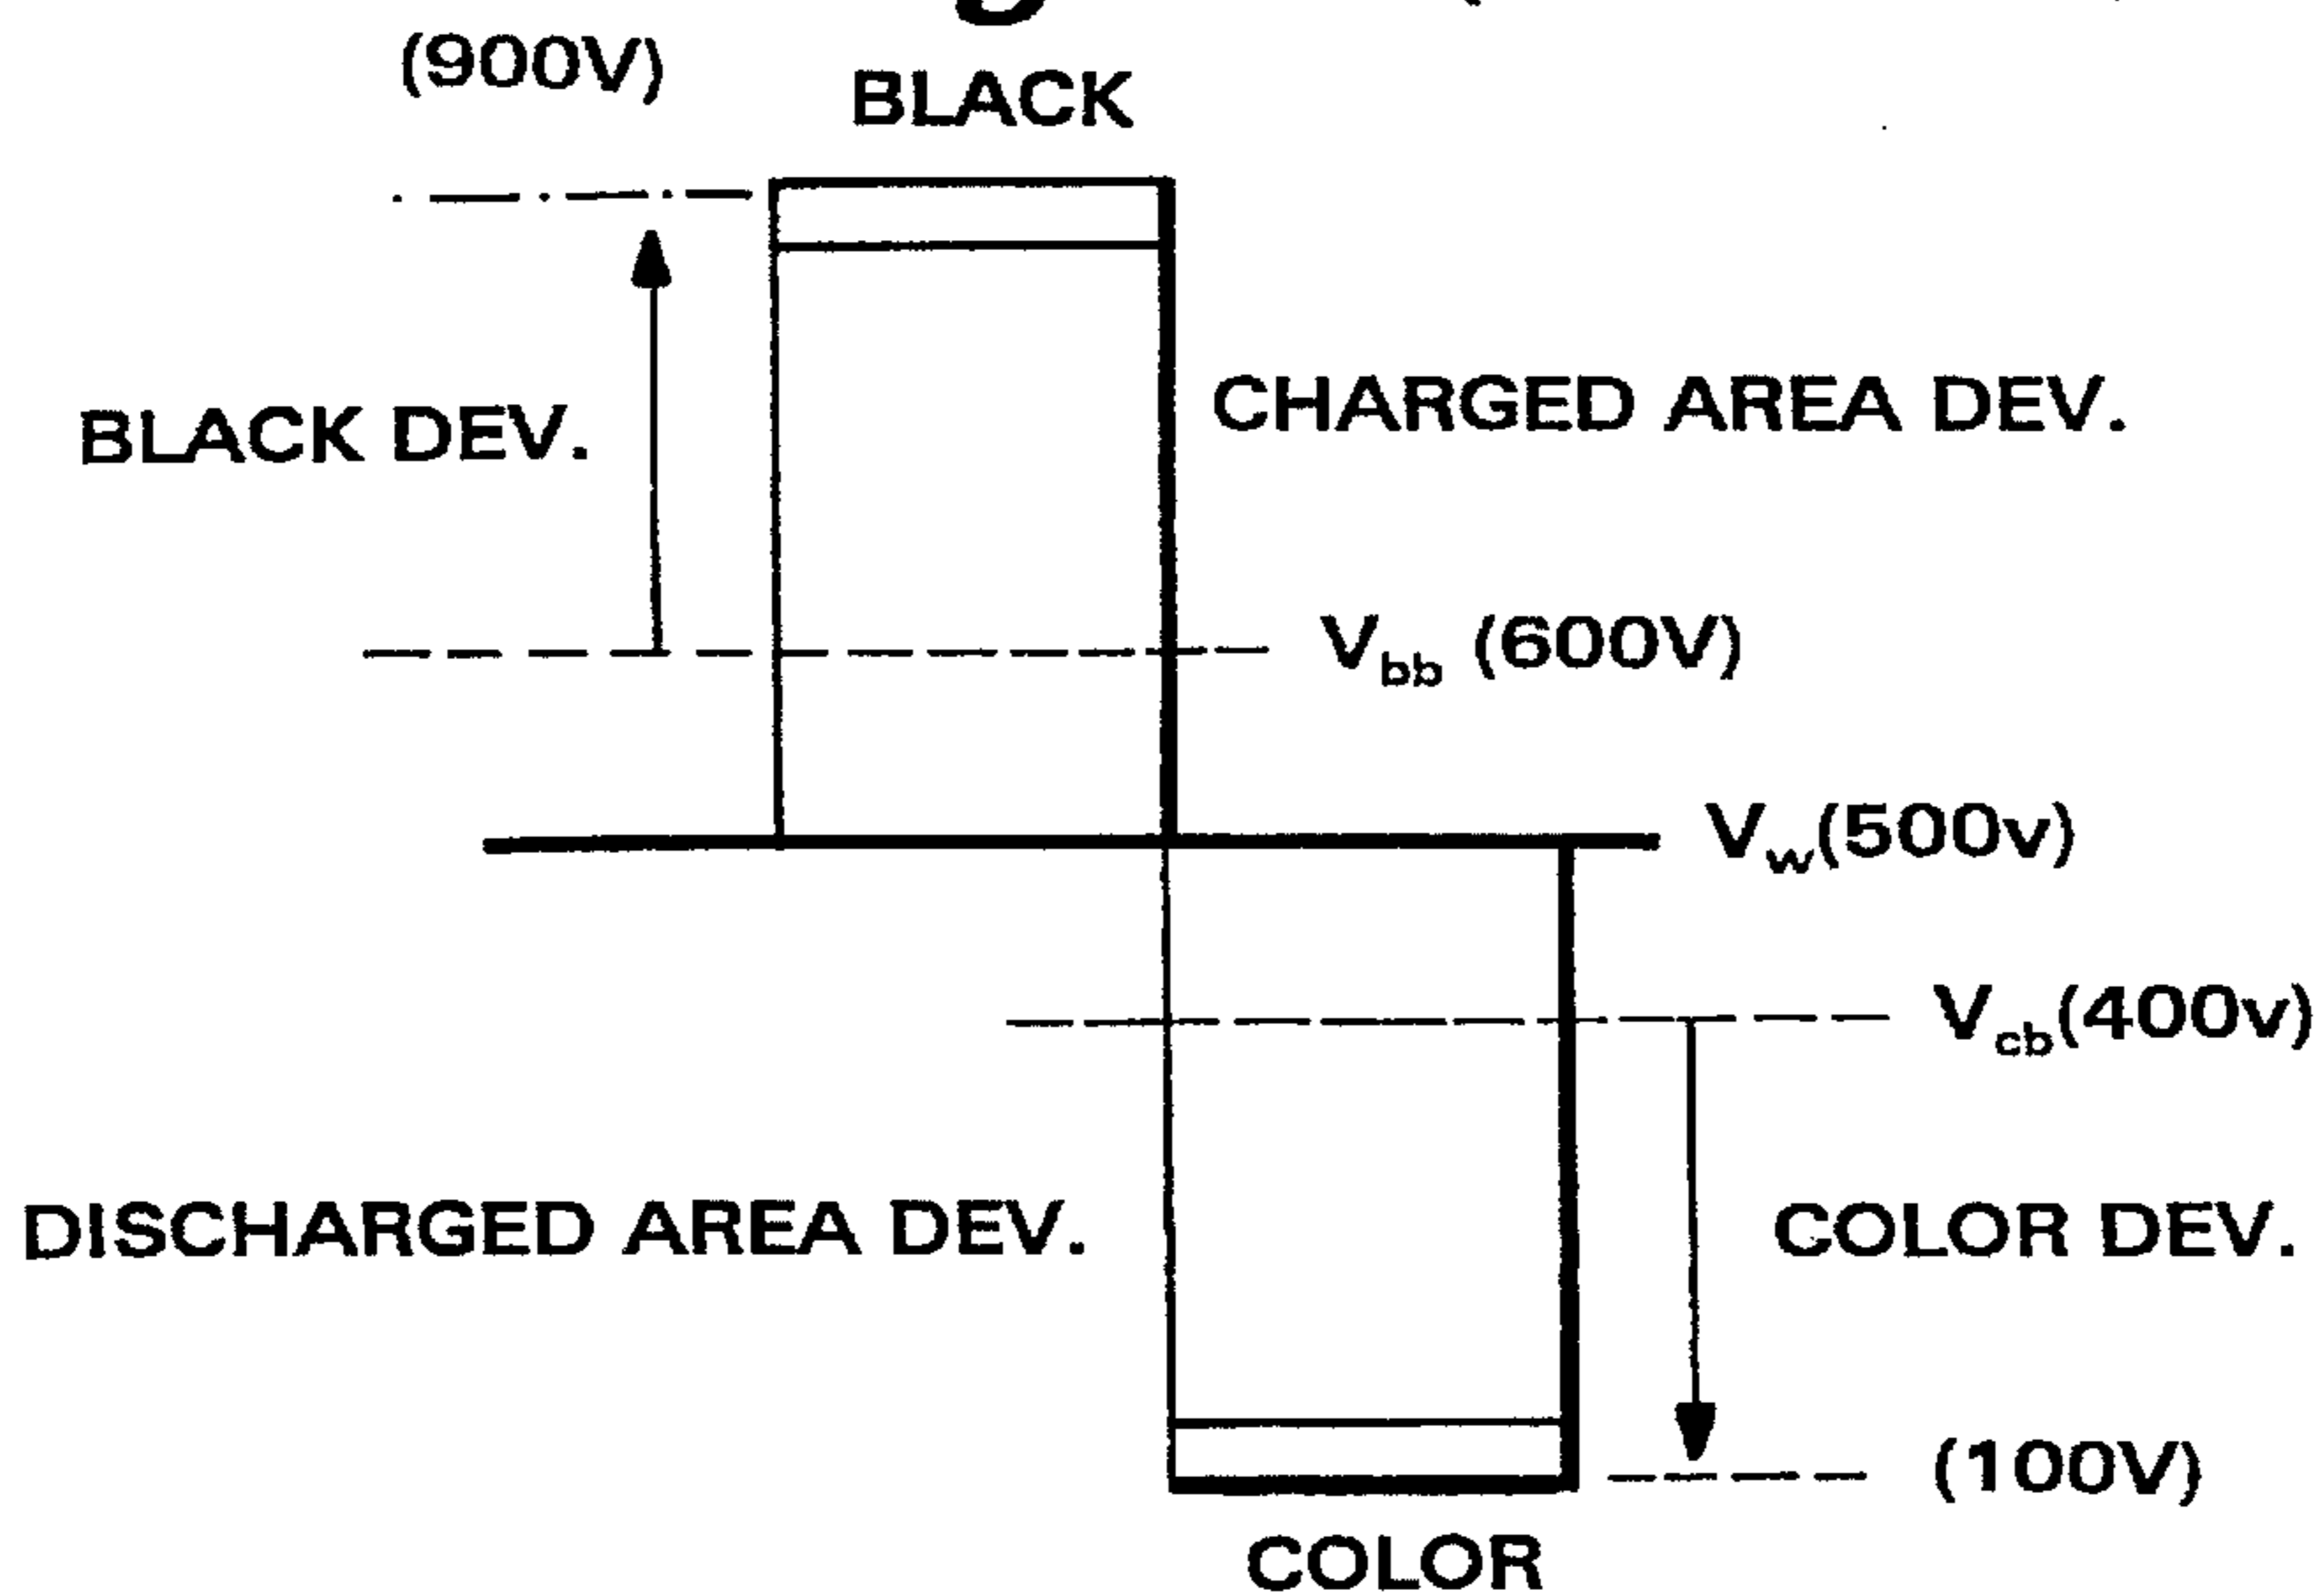 (900V)
BLACK
CHARGED AREA DEV.
BLACK DEV.
Vbb (600V)
Vw(500v)
Vcb(400v)
DISCHARGED AREA DEV.
COLOR DEV.
(100V)
COLOR